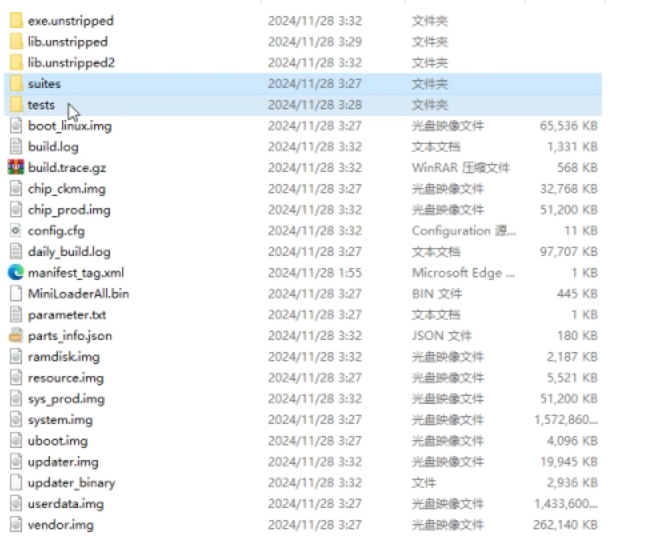 exe.unstripped 2024/11/28 3:32 文件夹
lib.unstripped 2024/11/28 3:29 文件夹
lib.unstripped2 2024/11/28 3:32 文件夹
suites 2024/11/28 3:27 文件夹
tests 2024/11/28 3:28 文件夹
boot_linux.img 2024/11/28 3:27 光盘映像文件 65,536 KB
build.log 2024/11/28 3:32 文本文档 1,331 KB
build.trace.gz 2024/11/28 3:32 WinRAR 压缩文件 568 KB
chip_ckm.img 2024/11/28 3:27 光盘映像文件 32,768 KB
chip_prod.img 2024/11/28 3:32 光盘映像文件 51,200 KB
config.cfg 2024/11/28 3:32 Configuration 源... 11 KB
daily_build.log 2024/11/28 3:27 文本文档 97,707 KB
manifest_tag.xml 2024/11/28 1:55 Microsoft Edge ... 1 KB
MiniLoaderAll.bin 2024/11/28 3:27 BIN 文件 445 KB
parameter.txt 2024/11/28 3:27 文本文档 1 KB
parts_info.json 2024/11/28 3:32 JSON 文件 180 KB
ramdisk.img 2024/11/28 3:32 光盘映像文件 2,187 KB
resource.img 2024/11/28 3:27 光盘映像文件 5,521 KB
sys_prod.img 2024/11/28 3:32 光盘映像文件 51,200 KB
system.img 2024/11/28 3:27 光盘映像文件 1,572,860...
uboot.img 2024/11/28 3:27 光盘映像文件 4,096 KB
updater.img 2024/11/28 3:32 光盘映像文件 19,945 KB
updater_binary 2024/11/28 3:32 文件 2,936 KB
userdata.img 2024/11/28 3:27 光盘映像文件 1,433,600...
vendor.img 2024/11/28 3:27 光盘映像文件 262,140 KB